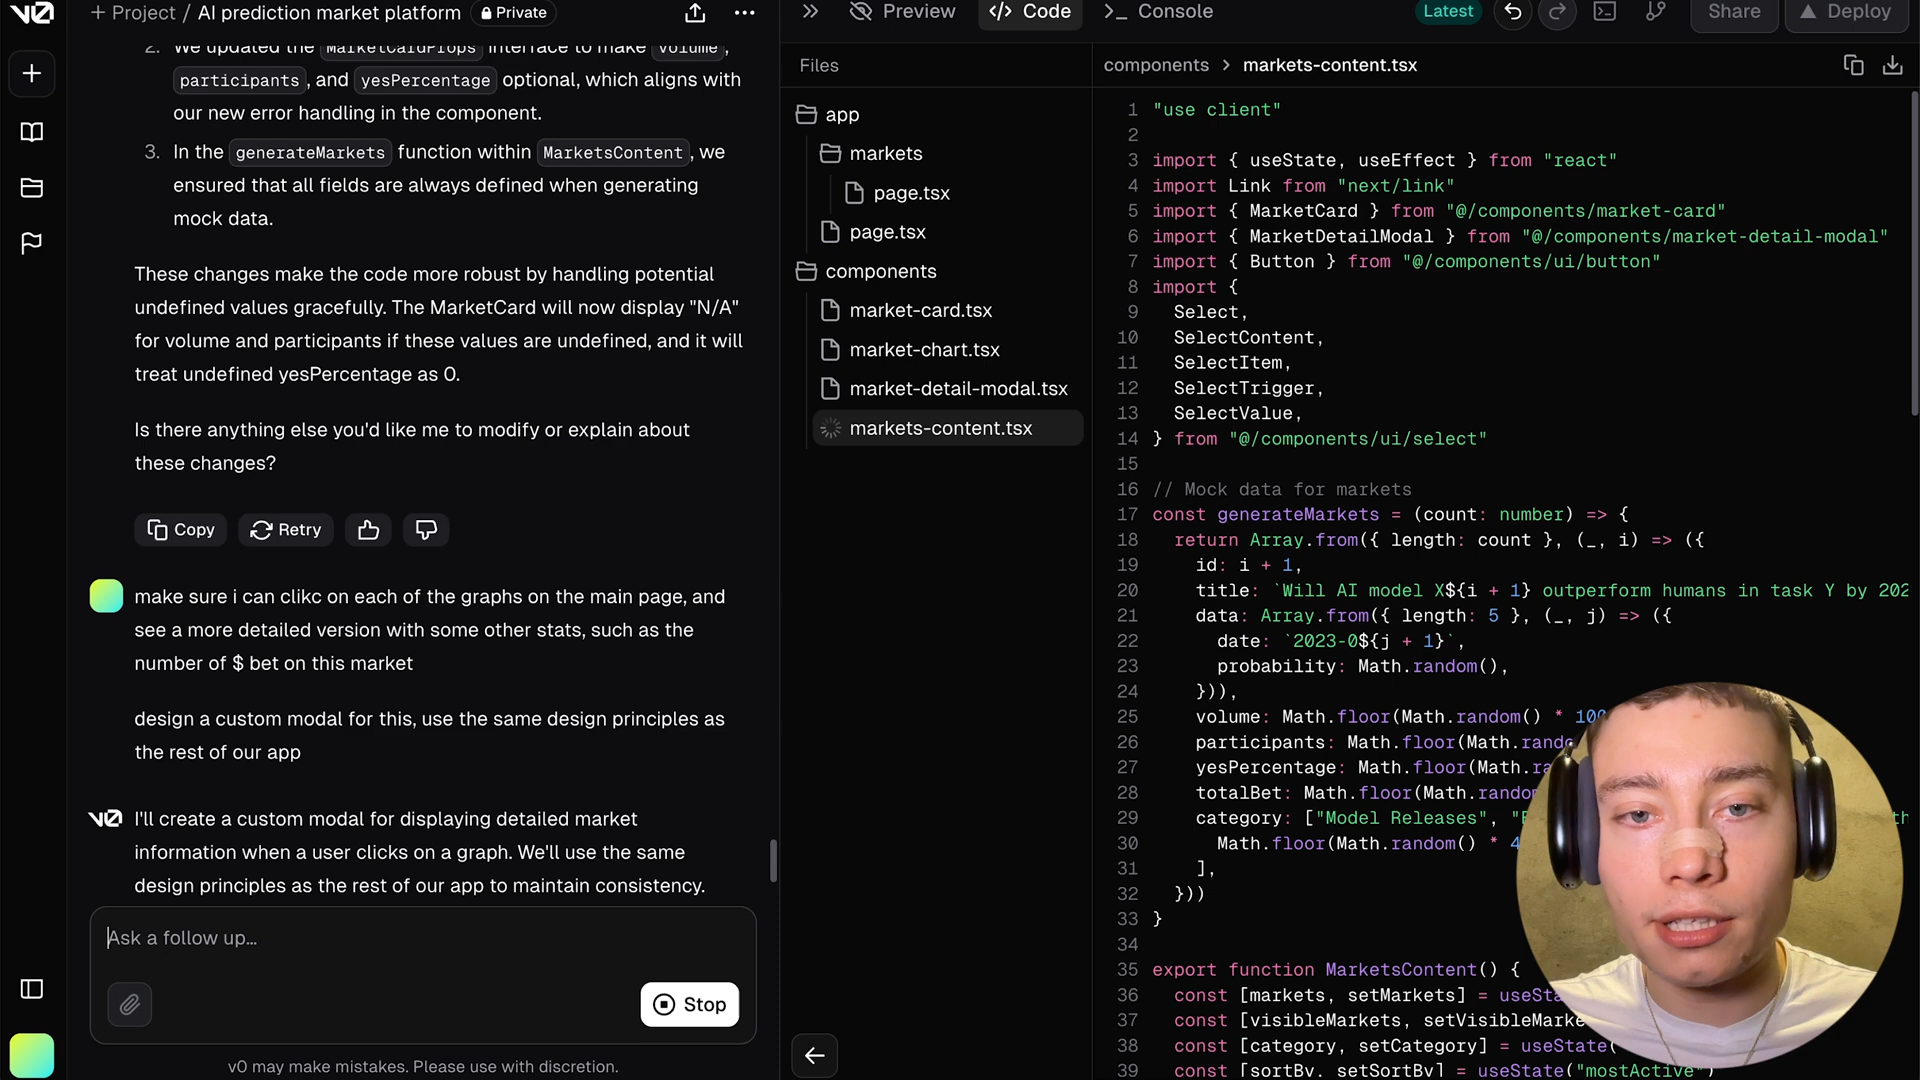 v0
+ Project / AI prediction market platform Private
2. We updated the MarketCardProps interface to make volume,
participants, and yesPercentage optional, which aligns with
our new error handling in the component.
3. In the generateMarkets function within MarketsContent, we
ensured that all fields are always defined when generating
mock data.
These changes make the code more robust by handling potential
undefined values gracefully. The MarketCard will now display "N/A"
for volume and participants if these values are undefined, and it will
treat undefined yesPercentage as 0.
Is there anything else you'd like me to modify or explain about
these changes?
Copy Retry
make sure i can clikc on each of the graphs on the main page, and
see a more detailed version with some other stats, such as the
number of $ bet on this market
design a custom modal for this, use the same design principles as
the rest of our app
v0 I'll create a custom modal for displaying detailed market
information when a user clicks on a graph. We'll use the same
design principles as the rest of our app to maintain consistency.
Ask a follow up...
Stop
v0 may make mistakes. Please use with discretion.
Preview Code Console Latest Share Deploy
Files
app
markets
page.tsx
page.tsx
components
market-card.tsx
market-chart.tsx
market-detail-modal.tsx
markets-content.tsx
components > markets-content.tsx
1 "use client"
2
3 import { useState, useEffect } from "react"
4 import Link from "next/link"
5 import { MarketCard } from "@/components/market-card"
6 import { MarketDetailModal } from "@/components/market-detail-modal"
7 import { Button } from "@/components/ui/button"
8 import {
9 Select,
10 SelectContent,
11 SelectItem,
12 SelectTrigger,
13 SelectValue,
14 } from "@/components/ui/select"
15
16 // Mock data for markets
17 const generateMarkets = (count: number) => {
18 return Array.from({ length: count }, (_, i) => ({
19 id: i + 1,
20 title: `Will AI model X${i + 1} outperform humans in task Y by 202
21 data: Array.from({ length: 5 }, (_, j) => ({
22 date: `2023-0${j + 1}`,
23 probability: Math.random(),
24 })),
25 volume: Math.floor(Math.random() * 100
26 participants: Math.floor(Math.rando
27 yesPercentage: Math.floor(Math.ra
28 totalBet: Math.floor(Math.random
29 category: ["Model Releases", "
30 Math.floor(Math.random() * 4
31 ],
32 }))
33 }
34
35 export function MarketsContent() {
36 const [markets, setMarkets] = useSta
37 const [visibleMarkets, setVisibleMarke
38 const [category, setCategory] = useState(
39 const [sortBy, setSortBy] = useState("mostActive")